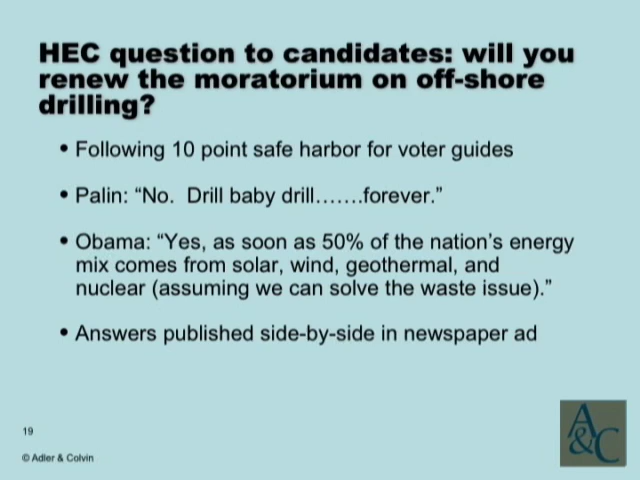 HEC question to candidates: will you
renew the moratorium on off-shore
drilling?
• Following 10 point safe harbor for voter guides
• Palin: “No. Drill baby drill…….forever.”
• Obama: “Yes, as soon as 50% of the nation’s energy
mix comes from solar, wind, geothermal, and
nuclear (assuming we can solve the waste issue).”
• Answers published side-by-side in newspaper ad
19
© Adler & Colvin
A&C